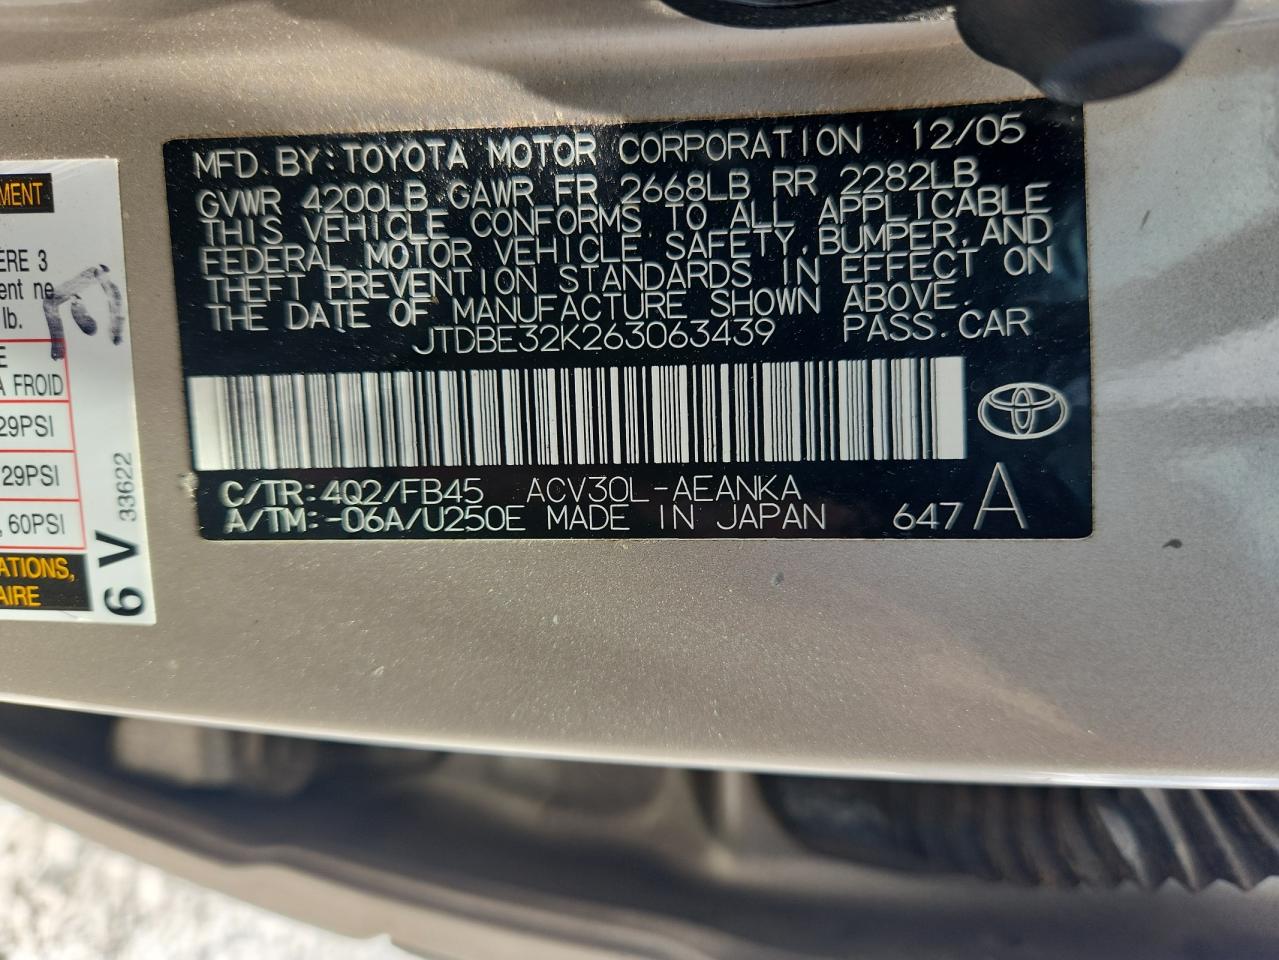 MFD. BY: TOYOTA MOTOR CORPORATION 12/05
GVWR 4200LB GAWR FR 2668LB RR 2282LB
THIS VEHICLE CONFORMS TO ALL APPLICABLE
FEDERAL MOTOR VEHICLE SAFETY, BUMPER, AND
THEFT PREVENTION STANDARDS IN EFFECT ON
THE DATE OF MANUFACTURE SHOWN ABOVE.
JTDBE32K263063439 PASS. CAR
C/TR: 4Q2/FB45 ACV30L-AEANKA
A/TM: -06A/U250E MADE IN JAPAN 647 A
MENT
ÈRE 3
ent ne
lb.
E
A FROID
29PSI
29PSI
, 60PSI
ATIONS,
AIRE
6 V 33622